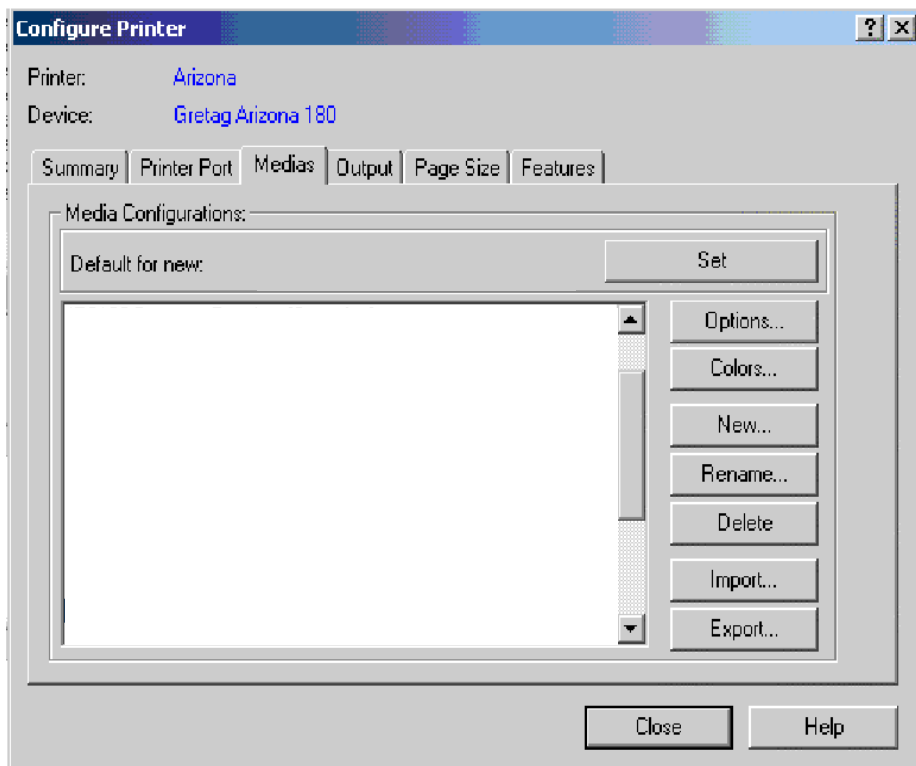 Configure Printer
Printer: Arizona
Device: Gretag Arizona 180
Summary Printer Port Medias Output Page Size Features
Media Configurations:
Default for new: Set
Options...
Colors...
New...
Rename...
Delete
Import...
Export...
Close Help